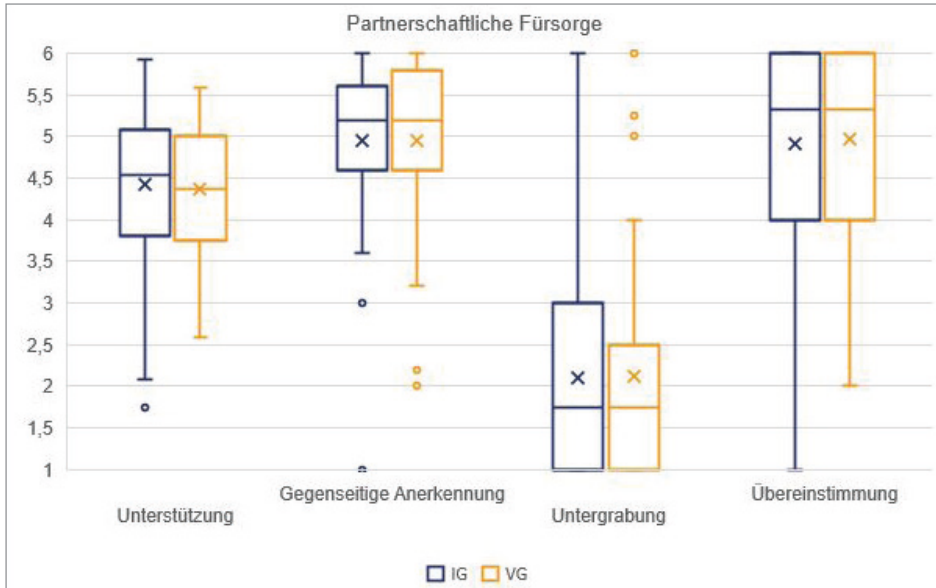 Partnerschaftliche Fürsorge
6
5,5
5
4,5
4
3,5
3
2,5
2
1,5
1
Gegenseitige Anerkennung
Übereinstimmung
Unterstützung
Untergrabung
IG
VG